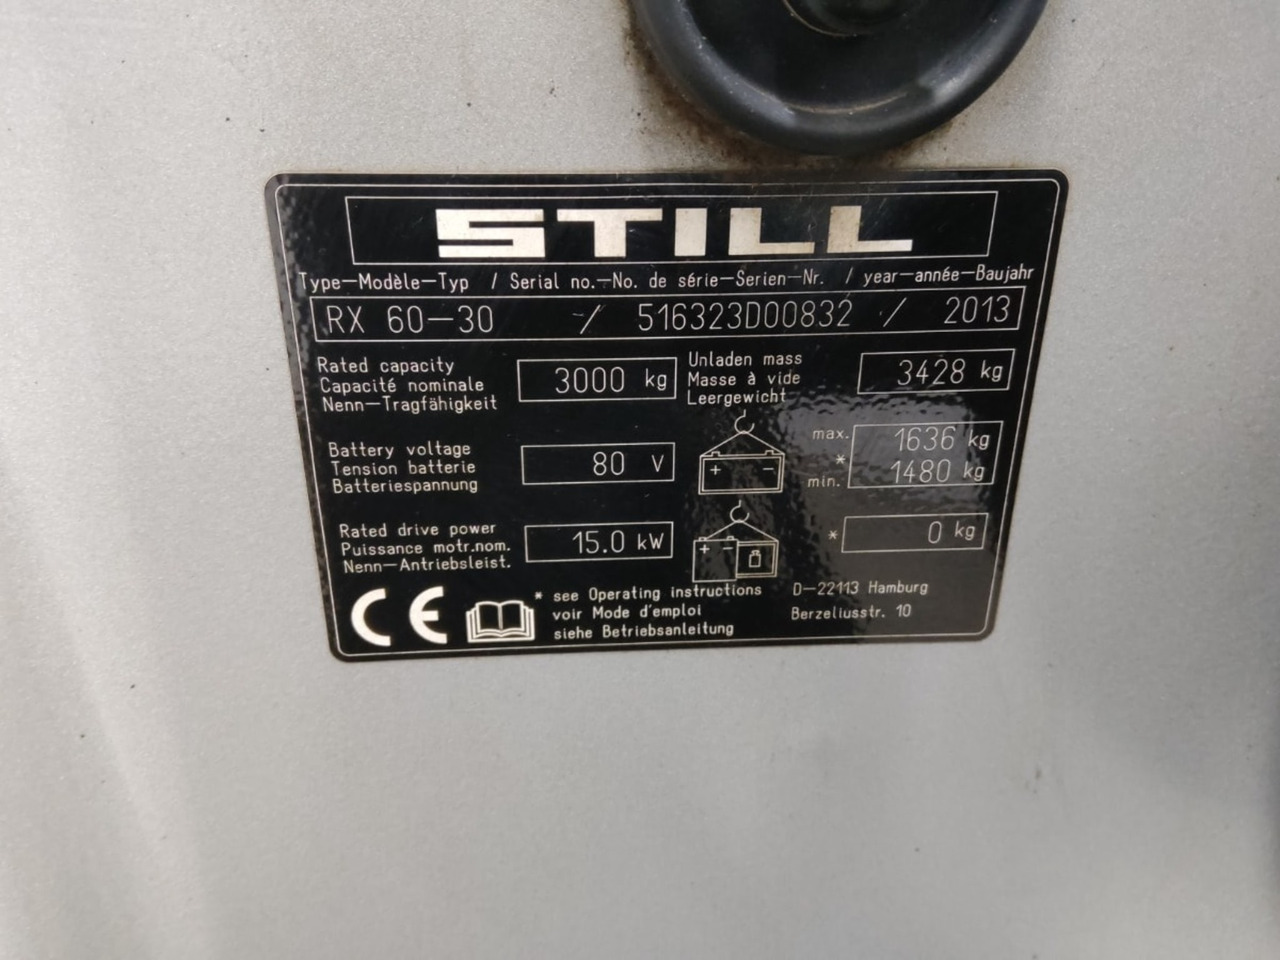 STILL
Type-Modèle-Typ / Serial no.-No. de série-Serien-Nr. / year-année-Baujahr
RX 60-30 / 516323D00832 / 2013
Rated capacity
Capacité nominale
Nenn-Tragfähigkeit
3000 kg
Unladen mass
Masse à vide
Leergewicht
3428 kg
Battery voltage
Tension batterie
Batteriespannung
80 V
+ -
max. 1636 kg
*
min. 1480 kg
Rated drive power
Puissance motr.nom.
Nenn-Antriebsleist.
15.0 kW
+ -
* 0 kg
CE
* see Operating instructions
voir Mode d'emploi
siehe Betriebsanleitung
D-22113 Hamburg
Berzeliusstr. 10